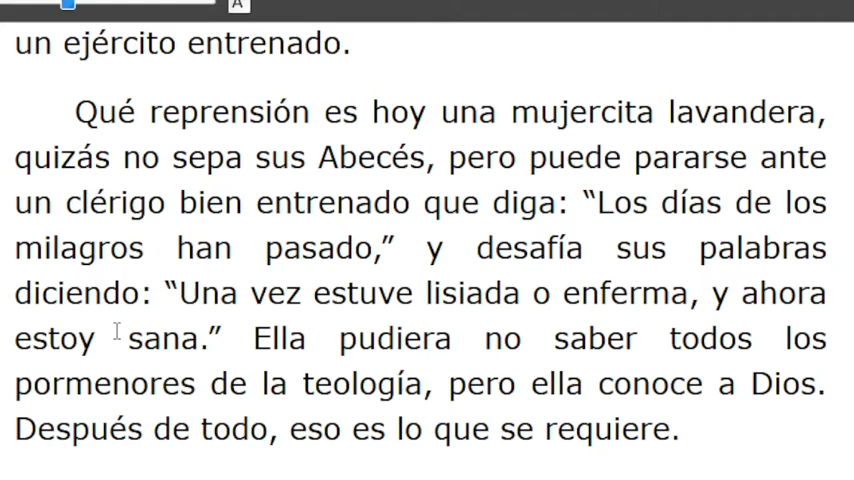 A
un ejército entrenado.
Qué reprensión es hoy una mujercita lavandera,
quizás no sepa sus Abecés, pero puede pararse ante
un clérigo bien entrenado que diga: “Los días de los
milagros han pasado,” y desafía sus palabras
diciendo: “Una vez estuve lisiada o enferma, y ahora
estoy sana.” Ella pudiera no saber todos los
pormenores de la teología, pero ella conoce a Dios.
Después de todo, eso es lo que se requiere.